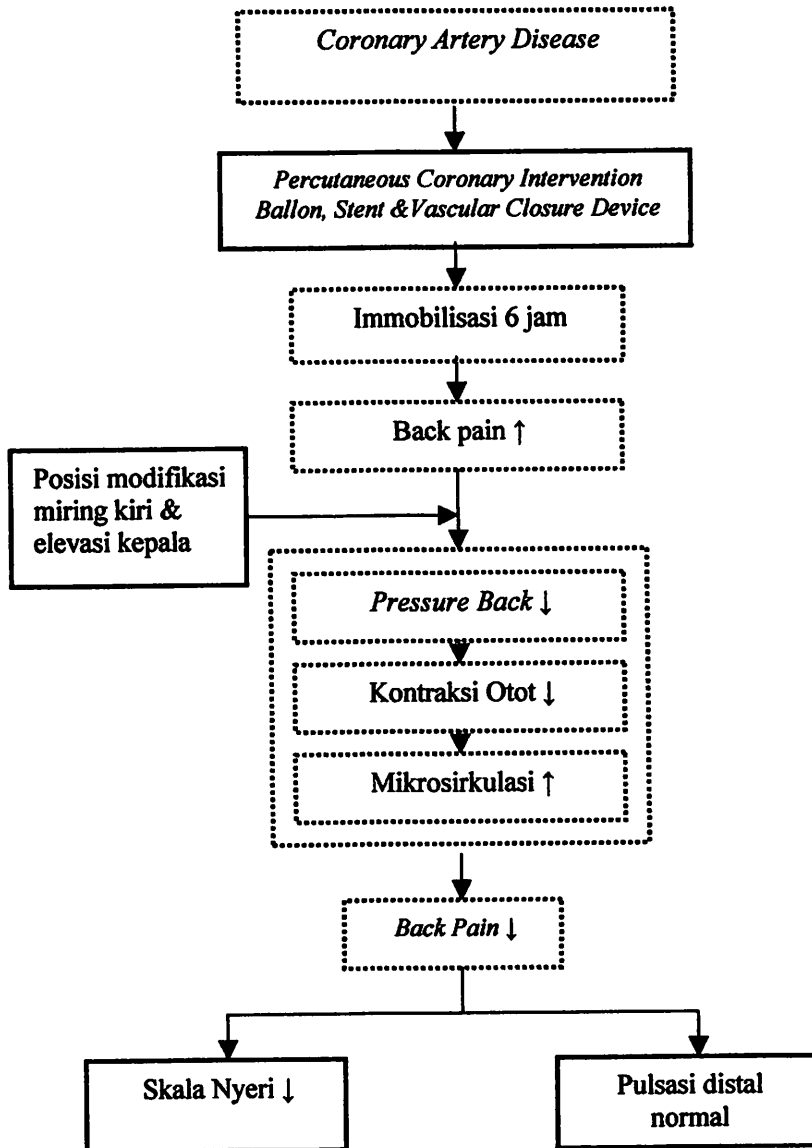 Coronary Artery Disease
Percutaneous Coronary Intervention
Ballon, Stent &Vascular Closure Device
Immobilisasi 6 jam
Back pain ↑
Posisi modifikasi
miring kiri &
elevasi kepala
Pressure Back ↓
Kontraksi Otot ↓
Mikrosirkulasi ↑
Back Pain ↓
Skala Nyeri ↓
Pulsasi distal
normal